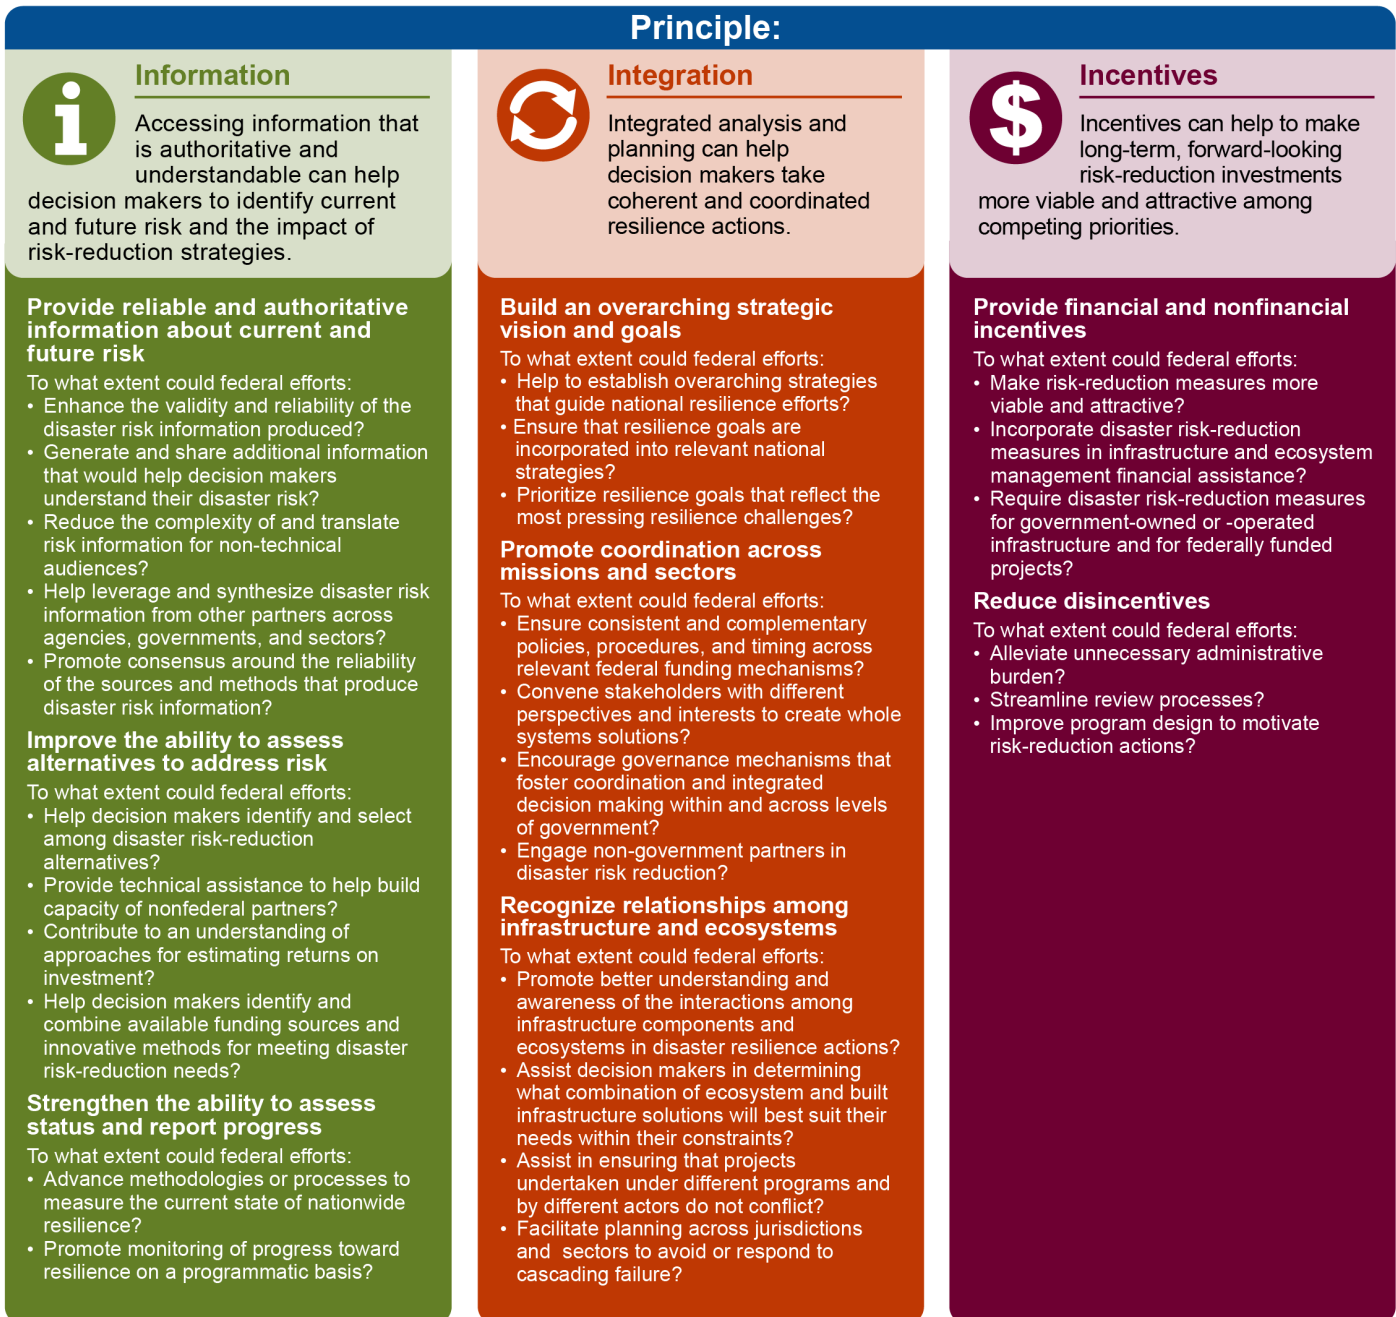 Principle:
Information
Accessing information that
is authoritative and
understandable can help
decision makers to identify current
and future risk and the impact of
risk-reduction strategies.
Provide reliable and authoritative
information about current and
future risk
To what extent could federal efforts:
• Enhance the validity and reliability of the
disaster risk information produced?
• Generate and share additional information
that would help decision makers
understand their disaster risk?
• Reduce the complexity of and translate
risk information for non-technical
audiences?
• Help leverage and synthesize disaster risk
information from other partners across
agencies, governments, and sectors?
• Promote consensus around the reliability
of the sources and methods that produce
disaster risk information?
Improve the ability to assess
alternatives to address risk
To what extent could federal efforts:
• Help decision makers identify and select
among disaster risk-reduction
alternatives?
• Provide technical assistance to help build
capacity of nonfederal partners?
• Contribute to an understanding of
approaches for estimating returns on
investment?
• Help decision makers identify and
combine available funding sources and
innovative methods for meeting disaster
risk-reduction needs?
Strengthen the ability to assess
status and report progress
To what extent could federal efforts:
• Advance methodologies or processes to
measure the current state of nationwide
resilience?
• Promote monitoring of progress toward
resilience on a programmatic basis?
Integration
Integrated analysis and
planning can help
decision makers take
coherent and coordinated
resilience actions.
Build an overarching strategic
vision and goals
To what extent could federal efforts:
• Help to establish overarching strategies
that guide national resilience efforts?
• Ensure that resilience goals are
incorporated into relevant national
strategies?
• Prioritize resilience goals that reflect the
most pressing resilience challenges?
Promote coordination across
missions and sectors
To what extent could federal efforts:
• Ensure consistent and complementary
policies, procedures, and timing across
relevant federal funding mechanisms?
• Convene stakeholders with different
perspectives and interests to create whole
systems solutions?
• Encourage governance mechanisms that
foster coordination and integrated
decision making within and across levels
of government?
• Engage non-government partners in
disaster risk reduction?
Recognize relationships among
infrastructure and ecosystems
To what extent could federal efforts:
• Promote better understanding and
awareness of the interactions among
infrastructure components and
ecosystems in disaster resilience actions?
• Assist decision makers in determining
what combination of ecosystem and built
infrastructure solutions will best suit their
needs within their constraints?
• Assist in ensuring that projects
undertaken under different programs and
by different actors do not conflict?
• Facilitate planning across jurisdictions
and sectors to avoid or respond to
cascading failure?
$
Incentives
Incentives can help to make
long-term, forward-looking
risk-reduction investments
more viable and attractive among
competing priorities.
Provide financial and nonfinancial
incentives
To what extent could federal efforts:
• Make risk-reduction measures more
viable and attractive?
• Incorporate disaster risk-reduction
measures in infrastructure and ecosystem
management financial assistance?
• Require disaster risk-reduction measures
for government-owned or -operated
infrastructure and for federally funded
projects?
Reduce disincentives
To what extent could federal efforts:
• Alleviate unnecessary administrative
burden?
• Streamline review processes?
• Improve program design to motivate
risk-reduction actions?